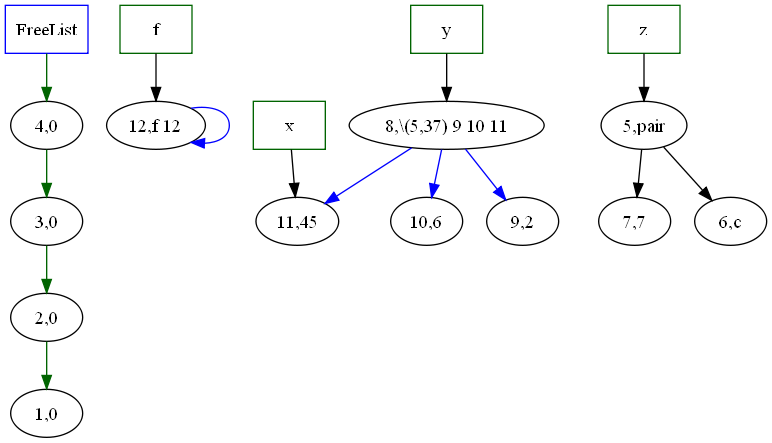 FreeList
f
y
z
4,0
12,f 12
x
8,\(5,37) 9 10 11
5,pair
3,0
11,45
10,6
9,2
7,7
6,c
2,0
1,0